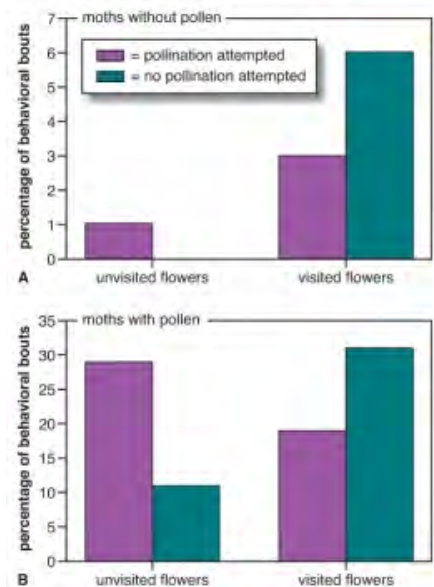 moths without pollen
percentage of behavioral bouts
7
6
5
4
3
2
1
0
= pollination attempted
= no pollination attempted
A
unvisited flowers
visited flowers
moths with pollen
percentage of behavioral bouts
35
30
25
20
15
10
5
0
B
unvisited flowers
visited flowers